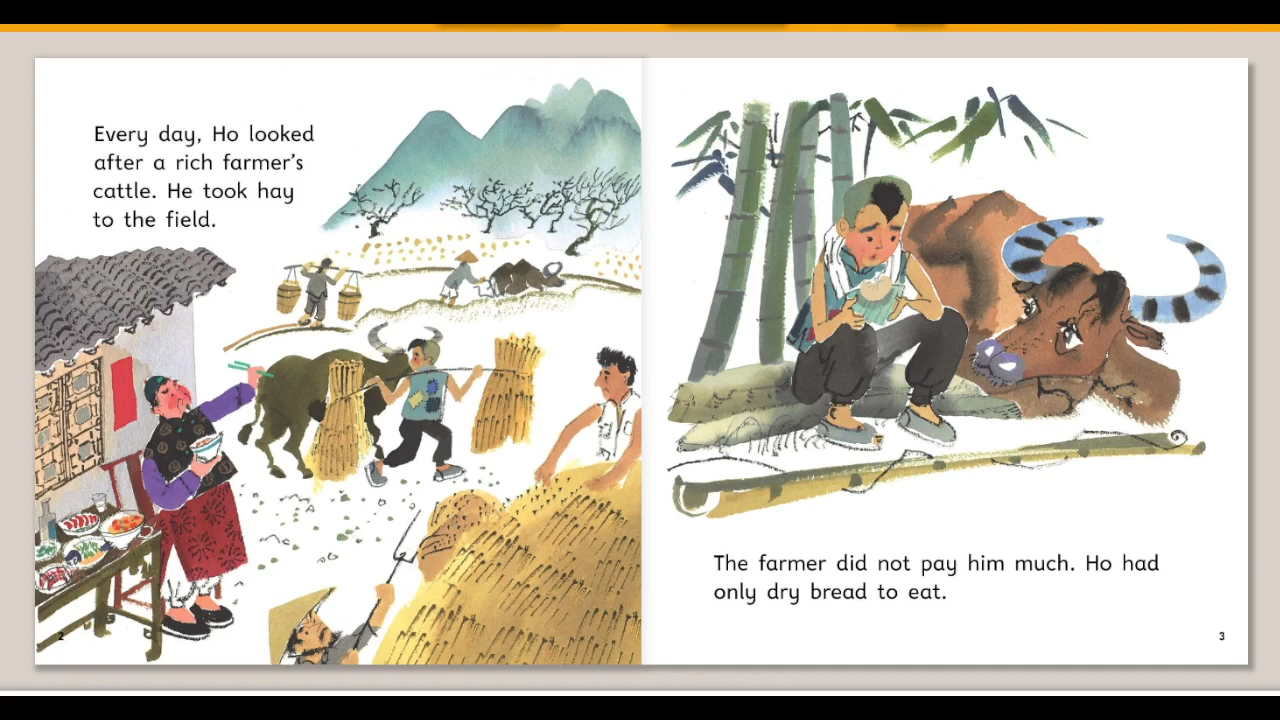 Every day, Ho looked
after a rich farmer's
cattle. He took hay
to the field.
2
The farmer did not pay him much. Ho had
only dry bread to eat.
3